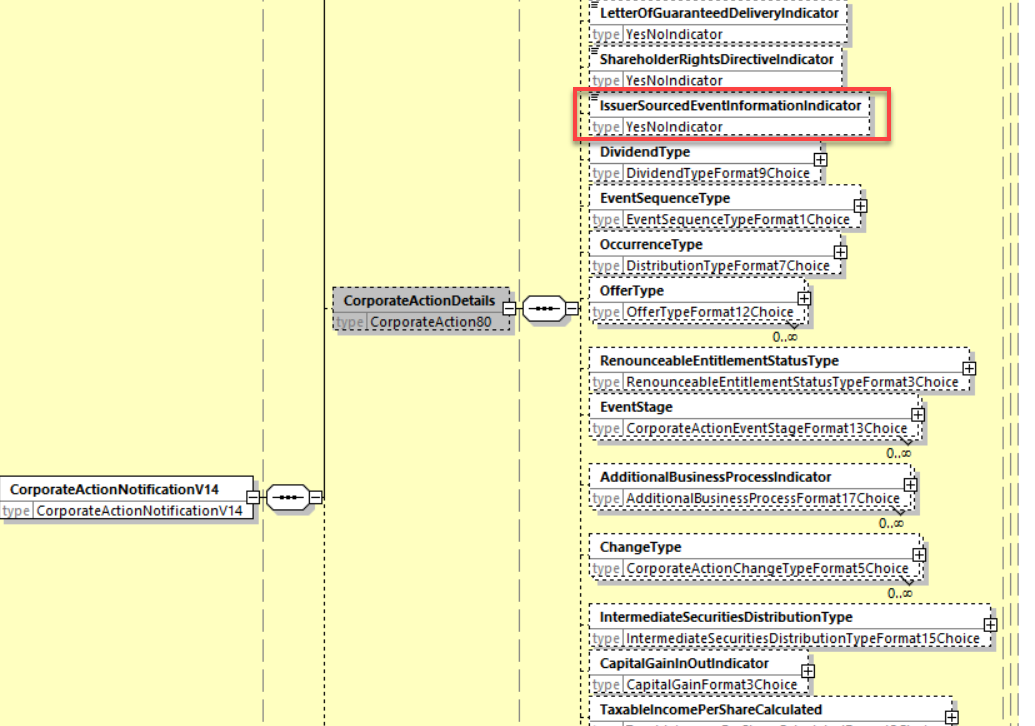 LetterOfGuaranteedDeliveryIndicator
type YesNoIndicator
ShareholderRightsDirectiveIndicator
type YesNoIndicator
IssuerSourcedEventInformationIndicator
type YesNoIndicator
DividendType
type DividendTypeFormat9Choice
EventSequenceType
type EventSequenceTypeFormat1Choice
OccurrenceType
type DistributionTypeFormat7Choice
CorporateActionDetails
type CorporateAction80
OfferType
type OfferTypeFormat12Choice
0..∞
RenounceableEntitlementStatusType
type RenounceableEntitlementStatusTypeFormat3Choice
EventStage
type CorporateActionEventStageFormat13Choice
0..∞
CorporateActionNotificationV14
type CorporateActionNotificationV14
AdditionalBusinessProcessIndicator
type AdditionalBusinessProcessFormat17Choice
0..∞
ChangeType
type CorporateActionChangeTypeFormat5Choice
0..∞
IntermediateSecuritiesDistributionType
type IntermediateSecuritiesDistributionTypeFormat15Choice
CapitalGainInOutIndicator
type CapitalGainFormat3Choice
TaxableIncomePerShareCalculated